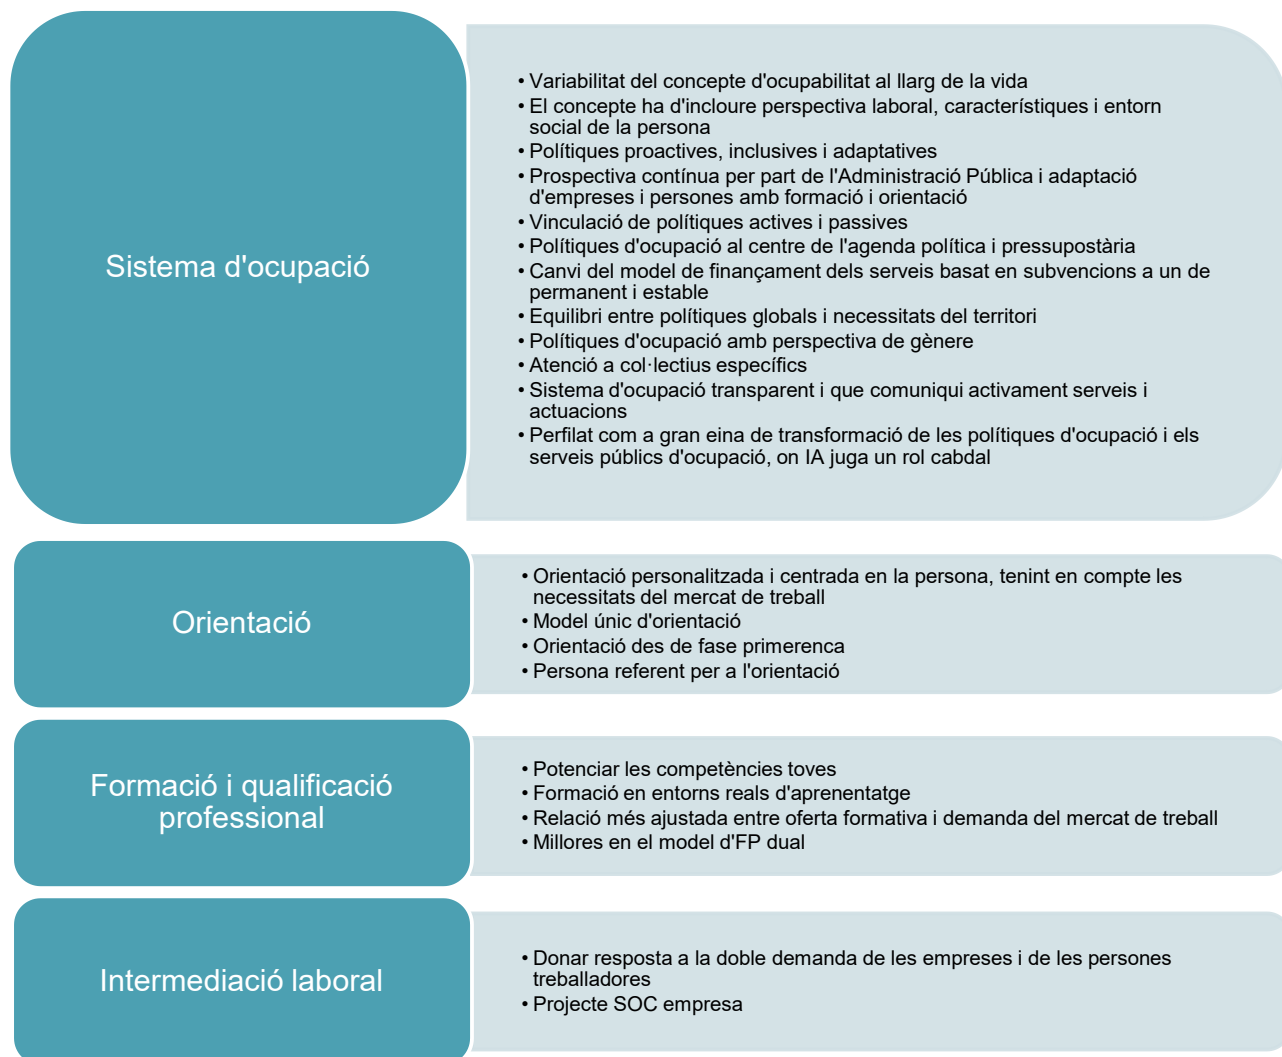 Sistema d'ocupació
• Variabilitat del concepte d'ocupabilitat al llarg de la vida
• El concepte ha d'incloure perspectiva laboral, característiques i entorn
social de la persona
• Polítiques proactives, inclusives i adaptatives
• Prospectiva contínua per part de l'Administració Pública i adaptació
d'empreses i persones amb formació i orientació
• Vinculació de polítiques actives i passives
• Polítiques d'ocupació al centre de l'agenda política i pressupostària
• Canvi del model de finançament dels serveis basat en subvencions a un de
permanent i estable
• Equilibri entre polítiques globals i necessitats del territori
• Polítiques d'ocupació amb perspectiva de gènere
• Atenció a col·lectius específics
• Sistema d'ocupació transparent i que comuniqui activament serveis i
actuacions
• Perfilat com a gran eina de transformació de les polítiques d'ocupació i els
serveis públics d'ocupació, on IA juga un rol cabdal
Orientació
• Orientació personalitzada i centrada en la persona, tenint en compte les
necessitats del mercat de treball
• Model únic d'orientació
• Orientació des de fase primerenca
• Persona referent per a l'orientació
Formació i qualificació
professional
• Potenciar les competències toves
• Formació en entorns reals d'aprenentatge
• Relació més ajustada entre oferta formativa i demanda del mercat de treball
• Millores en el model d'FP dual
Intermediació laboral
• Donar resposta a la doble demanda de les empreses i de les persones
treballadores
• Projecte SOC empresa